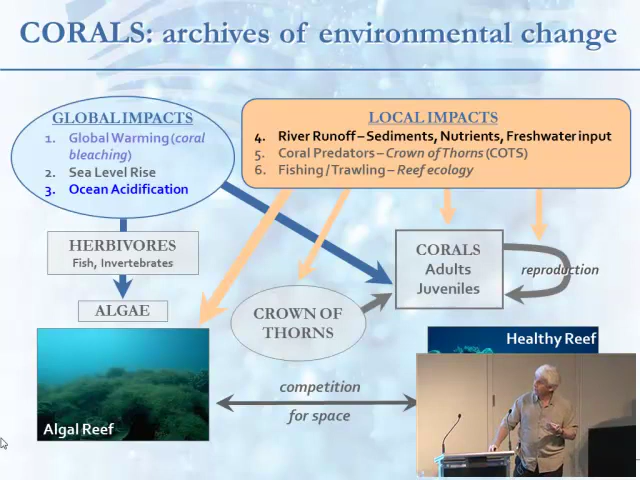 CORALS: archives of environmental change
GLOBAL IMPACTS
1. Global Warming (coral
bleaching)
2. Sea Level Rise
3. Ocean Acidification
LOCAL IMPACTS
4. River Runoff – Sediments, Nutrients, Freshwater input
5. Coral Predators – Crown of Thorns (COTS)
6. Fishing / Trawling – Reef ecology
HERBIVORES
Fish, Invertebrates
ALGAE
CORALS
Adults
Juveniles
reproduction
CROWN OF
THORNS
Healthy Reef
competition
for space
Algal Reef